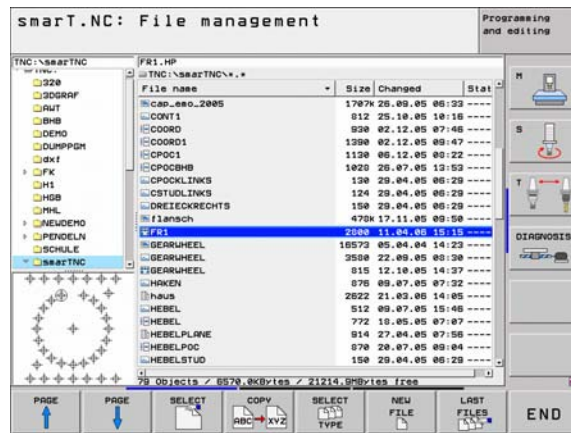 smarT.NC: File management
Programming and editing
TNC:\smarTNC
FR1.HP
TNC:\smarTNC\*.*
File name Size Changed Stat
320
3DGRAF
AWT
BHB
DEMO
DUMPPGM
dxf
FK
H1
HGB
MHL
NEUDEMO
PENDELN
SCHULE
smarTNC
cap_emo_2005 1707K 26.09.05 06:33 ----
CONT1 812 25.10.05 10:16 ----
COORD 930 02.12.05 07:46 ----
COORD1 1390 02.12.05 09:47 ----
CPOC1 1130 06.12.05 08:22 ----
CPOCBHB 1028 26.07.05 13:53 ----
CPOCKLINKS 130 29.04.05 06:29 ----
CSTUDLINKS 124 29.04.05 06:29 ----
DREIECKRECHTS 150 29.04.05 06:29 ----
flansch 478K 17.11.05 09:50 ----
FR1 2800 11.04.06 15:15 ----
GEARWHEEL 16573 05.04.04 14:23 ----
GEARWHEEL 3580 22.09.05 08:30 ----
GEARWHEEL 815 12.10.05 14:37 ----
HAKEN 876 09.07.05 07:32 ----
haus 2622 21.03.06 14:05 ----
HEBEL 512 09.07.05 15:46 ----
HEBEL 772 18.05.05 07:07 ----
HEBELPLANE 914 27.04.05 07:56 ----
HEBELPOC 870 20.07.05 09:04 ----
HEBELSTUD 150 29.04.05 06:29 ----
79 Objects / 6570.0KBytes / 21214.9MBytes free
M
S
T
DIAGNOSIS
PAGE
PAGE
SELECT
COPY
ABC XYZ
SELECT
TYPE
NEW
FILE
LAST
FILES
END